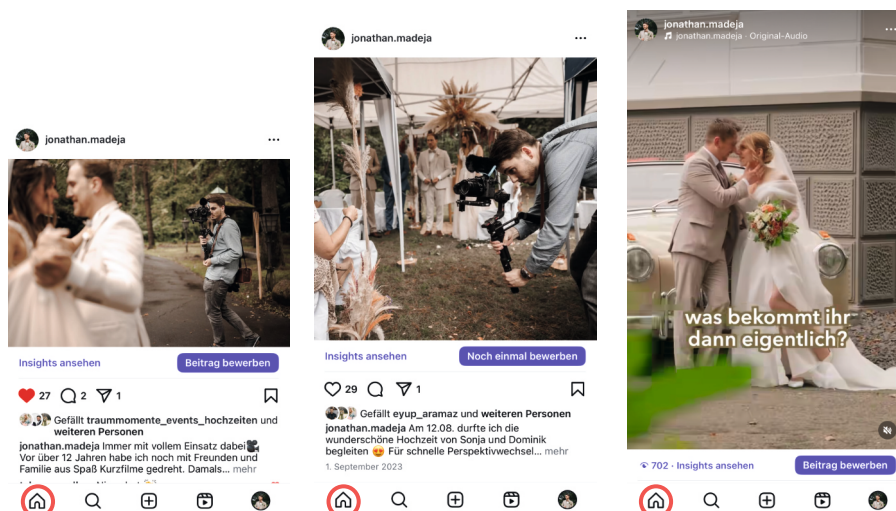 jonathan.madeja
Insights ansehen
Beitrag bewerben
27
2
1
Gefällt traummomente_events_hochzeiten und
weiteren Personen
jonathan.madeja Immer mit vollem Einsatz dabei🎥
Vor über 12 Jahren habe ich noch mit Freunden und
Familie aus Spaß Kurzfilme gedreht. Damals... mehr
jonathan.madeja
Insights ansehen
Noch einmal bewerben
29
1
Gefällt eyup_aramaz und weiteren Personen
jonathan.madeja Am 12.08. durfte ich die
wunderschöne Hochzeit von Sonja und Dominik
begleiten 😍 Für schnelle Perspektivwechsel... mehr
1. September 2023
jonathan.madeja
jonathan.madeja · Original-Audio
was bekommt ihr
dann eigentlich?
702 · Insights ansehen
Beitrag bewerben